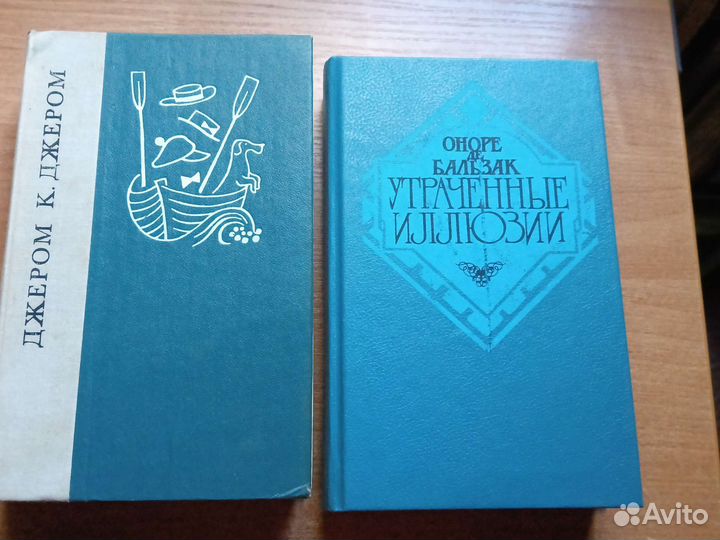 ДЖЕРОМ К. ДЖЕРОМ
ОНОРЕ
ДЕ
БАЛЬЗАК
УТРАЧЕННЫЕ
ИЛЛЮЗИИ
Avito